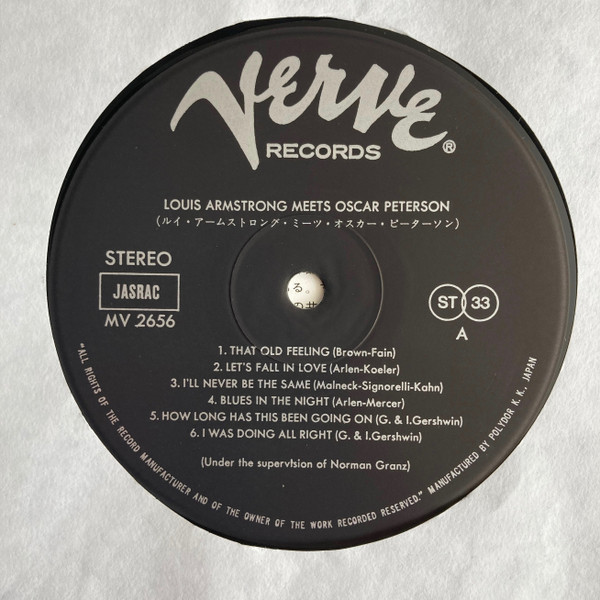 Verve
RECORDS ®
LOUIS ARMSTRONG MEETS OSCAR PETERSON
(ルイ・アームストロング・ミーツ・オスカー・ピーターソン)
STEREO
JASRAC
MV 2656
ST 33
A
る。
の共
1. THAT OLD FEELING (Brown-Fain)
2. LET'S FALL IN LOVE (Arlen-Koeler)
3. I'LL NEVER BE THE SAME (Malneck-Signorelli-Kahn)
4. BLUES IN THE NIGHT (Arlen-Mercer)
5. HOW LONG HAS THIS BEEN GOING ON (G. & I.Gershwin)
6. I WAS DOING ALL RIGHT (G. & I.Gershwin)
(Under the supervision of Norman Granz)
"ALL RIGHTS OF THE RECORD MANUFACTURER AND OF THE OWNER OF THE WORK RECORDED RESERVED." MANUFACTURED BY POLYDOR K. K., JAPAN